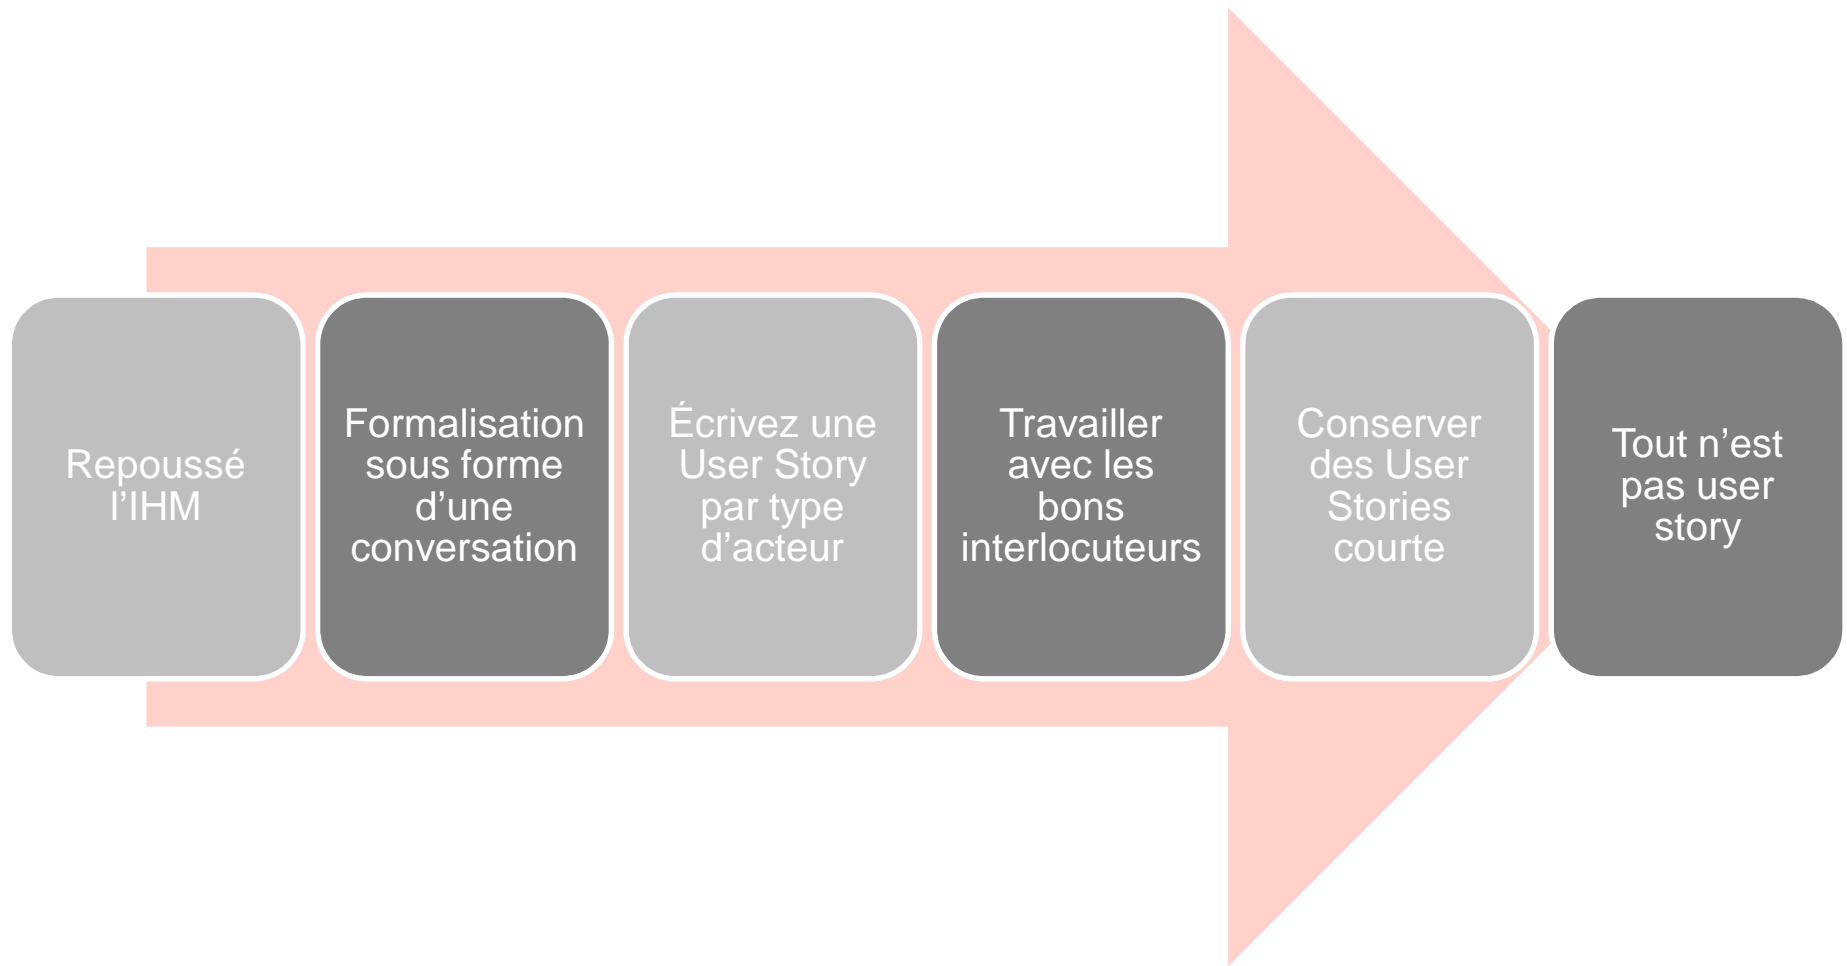 Repoussé
l’IHM
Formalisation
sous forme
d’une
conversation
Écrivez une
User Story
par type
d’acteur
Travailler
avec les
bons
interlocuteurs
Conserver
des User
Stories
courte
Tout n’est
pas user
story